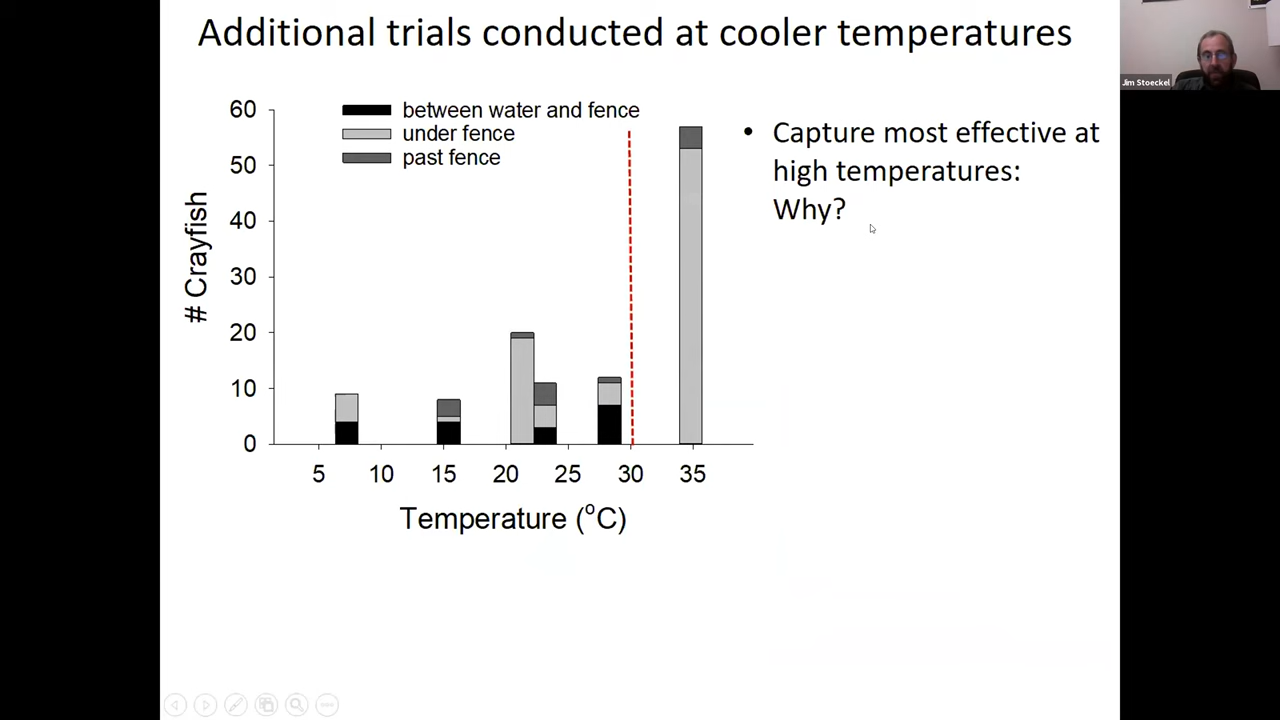 Additional trials conducted at cooler temperatures
Jim Stoeckel
60
50
40
30
20
10
0
# Crayfish
between water and fence
under fence
past fence
5 10 15 20 25 30 35
Temperature (°C)
• Capture most effective at
high temperatures:
Why?